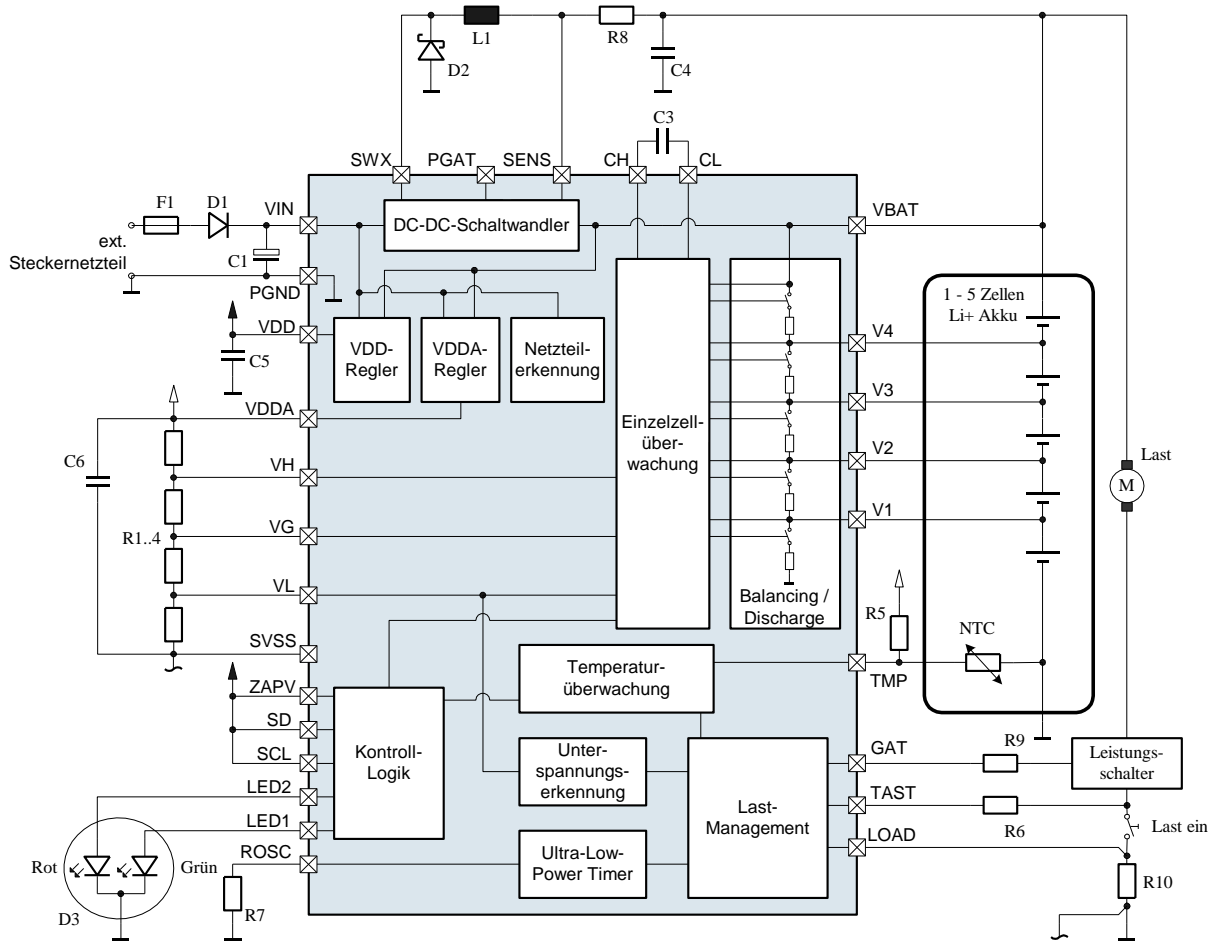 L1
R8
D2
C4
C3
SWX
PGAT
SENS
CH
CL
F1
D1
VIN
DC-DC-Schaltwandler
VBAT
ext.
Steckernetzteil
C1
PGND
1 - 5 Zellen
Li+ Akku
VDD
C5
VDD-
Regler
VDDA-
Regler
Netzteil-
erkennung
V4
V3
VDDA
Einzelzell-
über-
wachung
C6
VH
V2
Last
M
VG
V1
R1..4
VL
Balancing /
Discharge
R5
NTC
SVSS
Temperatur-
überwachung
TMP
ZAPV
SD
SCL
Kontroll-
Logik
GAT
R9
Leistungs-
schalter
Unter-
spannungs-
erkennung
LED2
TAST
R6
Last ein
LED1
Last-
Management
LOAD
ROSC
Ultra-Low-
Power Timer
Rot
Grün
R10
D3
R7